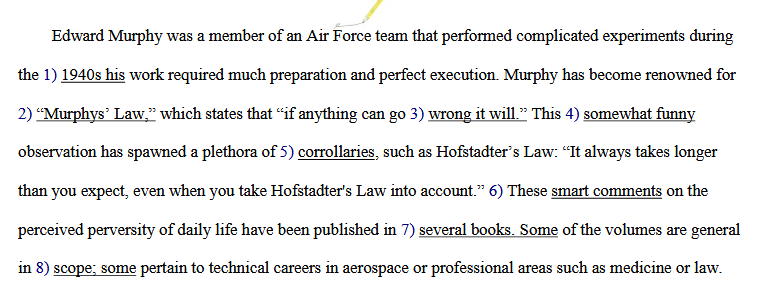 Edward Murphy was a member of an Air Force team that performed complicated experiments during
the 1) 1940s his work required much preparation and perfect execution. Murphy has become renowned for
2) “Murphys’ Law,” which states that “if anything can go 3) wrong it will.” This 4) somewhat funny
observation has spawned a plethora of 5) corrollaries, such as Hofstadter’s Law: “It always takes longer
than you expect, even when you take Hofstadter's Law into account.” 6) These smart comments on the
perceived perversity of daily life have been published in 7) several books. Some of the volumes are general
in 8) scope; some pertain to technical careers in aerospace or professional areas such as medicine or law.